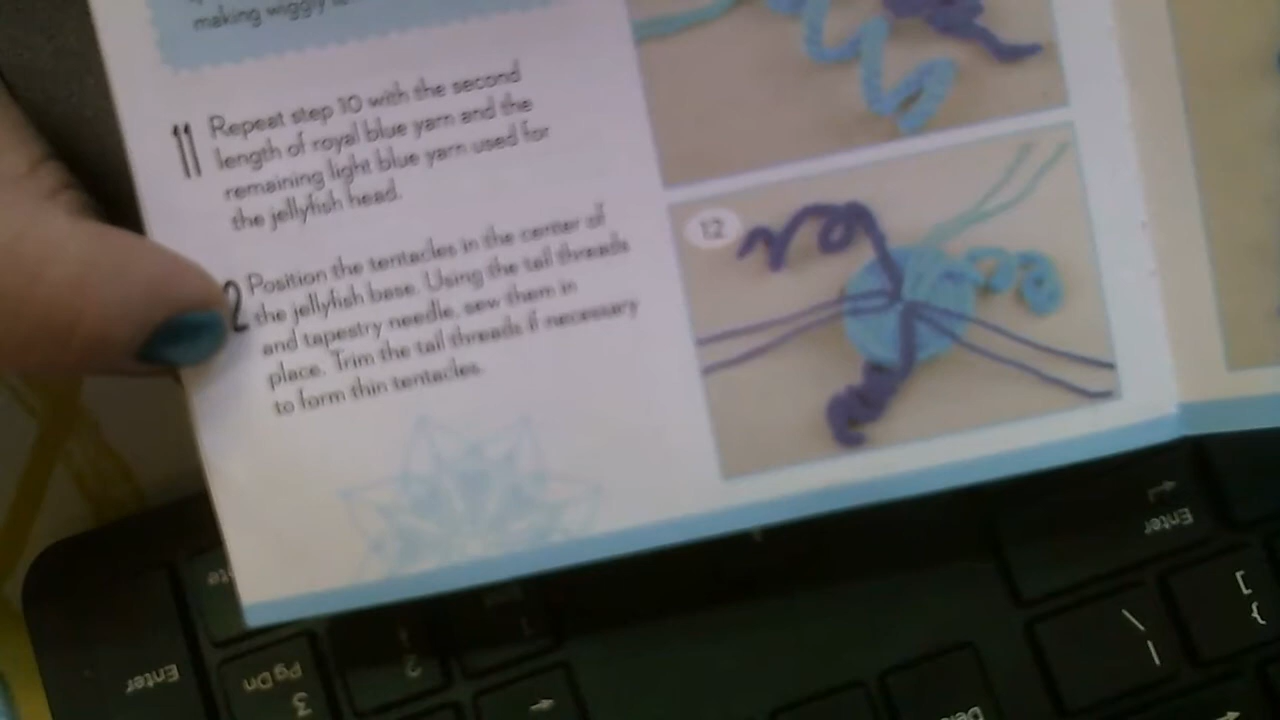 making wiggly
11 Repeat step 10 with the second
length of royal blue yarn and the
remaining light blue yarn used for
the jellyfish head.
2 Position the tentacles in the center of
the jellyfish base. Using the tail threads
and tapestry needle, sew them in
place. Trim the tail threads if necessary
to form thin tentacles.
12
Enter
Enter
Pg Dn
3
2
\
|
]
}